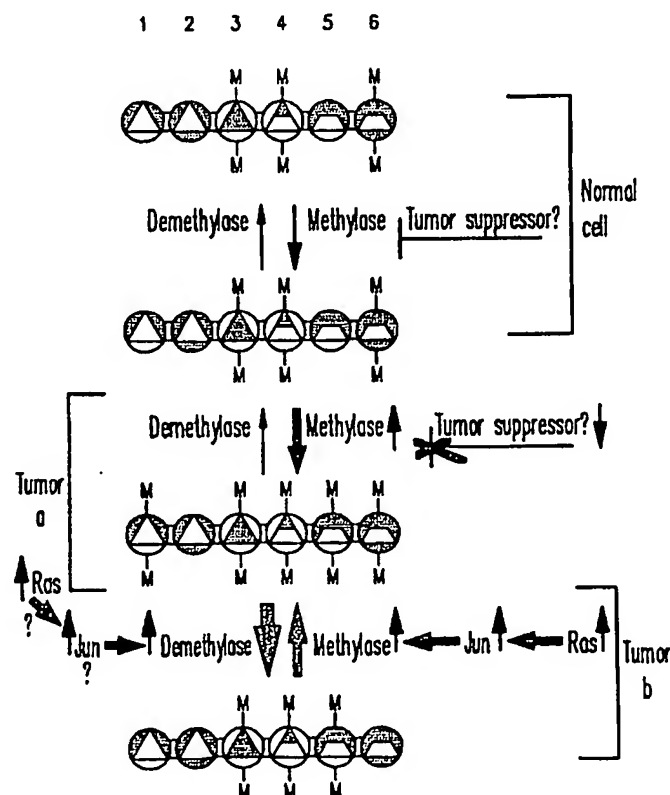 1 2 3 4 5 6
M M M
M M M
Demethylase Methylase Tumor suppressor?
Normal
cell
M M M
M M M
Demethylase Methylase Tumor suppressor?
Tumor
a
M M M M M
M M M M M
Ras
?
Jun
?
Demethylase Methylase Jun Ras
Tumor
b
M M M
M M M